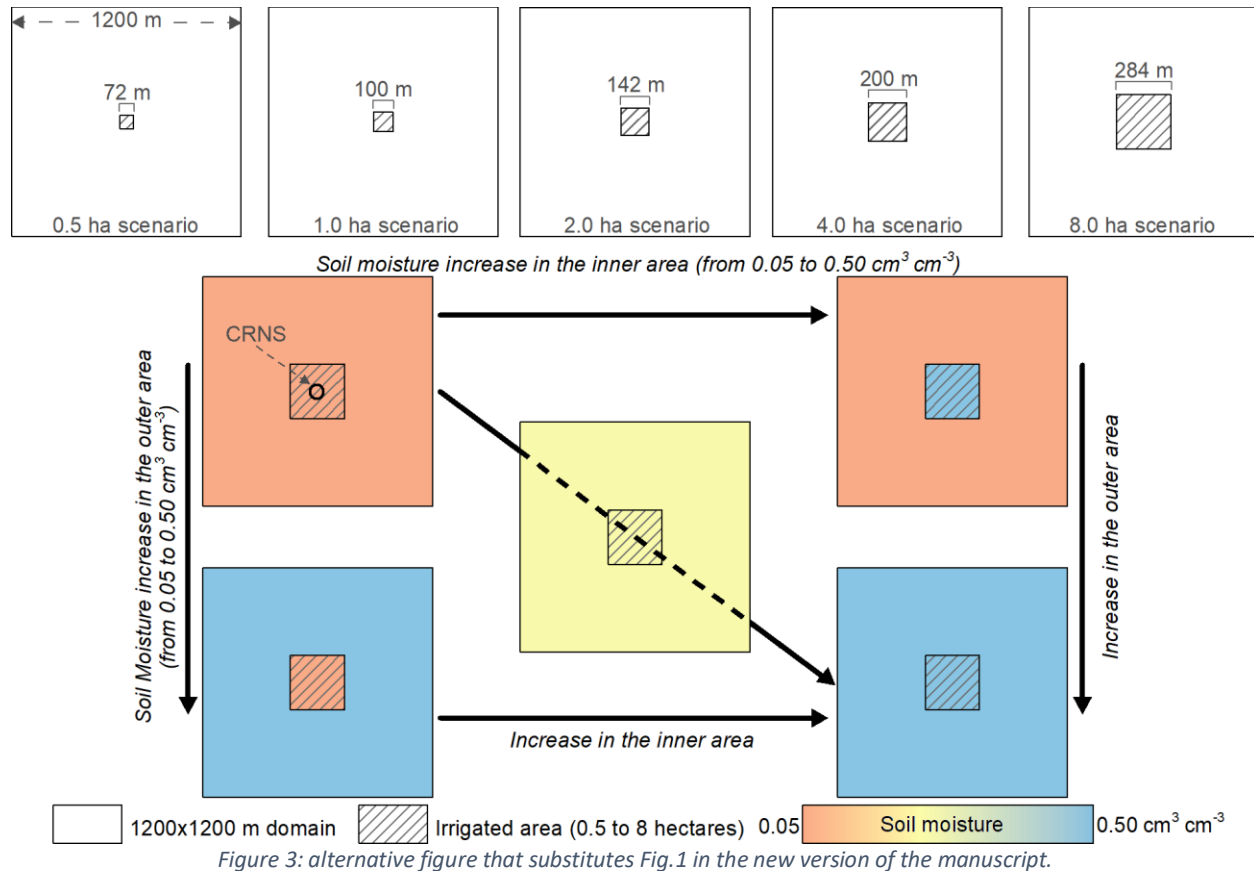 1200 m
72 m
100 m
142 m
200 m
284 m
0.5 ha scenario
1.0 ha scenario
2.0 ha scenario
4.0 ha scenario
8.0 ha scenario
Soil moisture increase in the inner area (from 0.05 to 0.50 cm³ cm⁻³)
CRNS
Soil Moisture increase in the outer area
(from 0.05 to 0.50 cm³ cm⁻³)
Increase in the outer area
Increase in the inner area
1200x1200 m domain
Irrigated area (0.5 to 8 hectares)
0.05
Soil moisture
0.50 cm³ cm⁻³
Figure 3: alternative figure that substitutes Fig.1 in the new version of the manuscript.